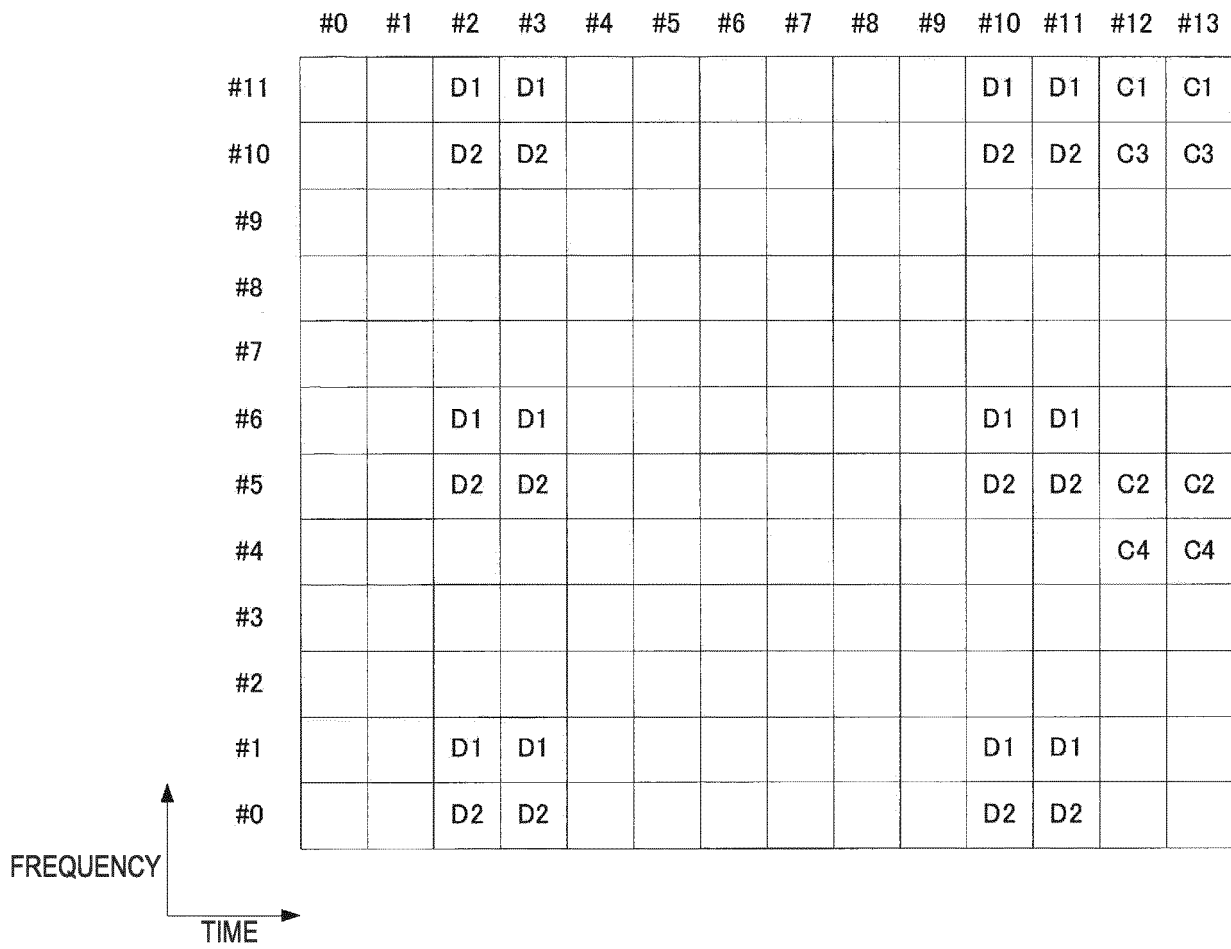 #0 #1 #2 #3 #4 #5 #6 #7 #8 #9 #10 #11 #12 #13
#11 D1 D1 D1 D1 C1 C1
#10 D2 D2 D2 D2 C3 C3
#9
#8
#7
#6 D1 D1 D1 D1
#5 D2 D2 D2 D2 C2 C2
#4 C4 C4
#3
#2
#1 D1 D1 D1 D1
#0 D2 D2 D2 D2
FREQUENCY
TIME